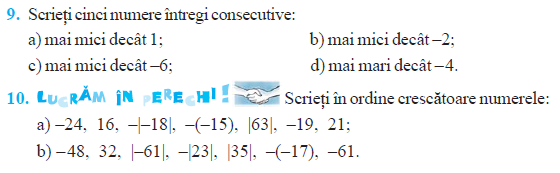 9. Scrieți cinci numere întregi consecutive:
a) mai mici decât 1; b) mai mici decât –2;
c) mai mici decât –6; d) mai mari decât –4.
10. LUCRĂM ÎN PERECHI! Scrieți în ordine crescătoare numerele:
a) –24, 16, –|–18|, –(–15), |63|, –19, 21;
b) –48, 32, |–61|, –|23|, |35|, –(–17), –61.